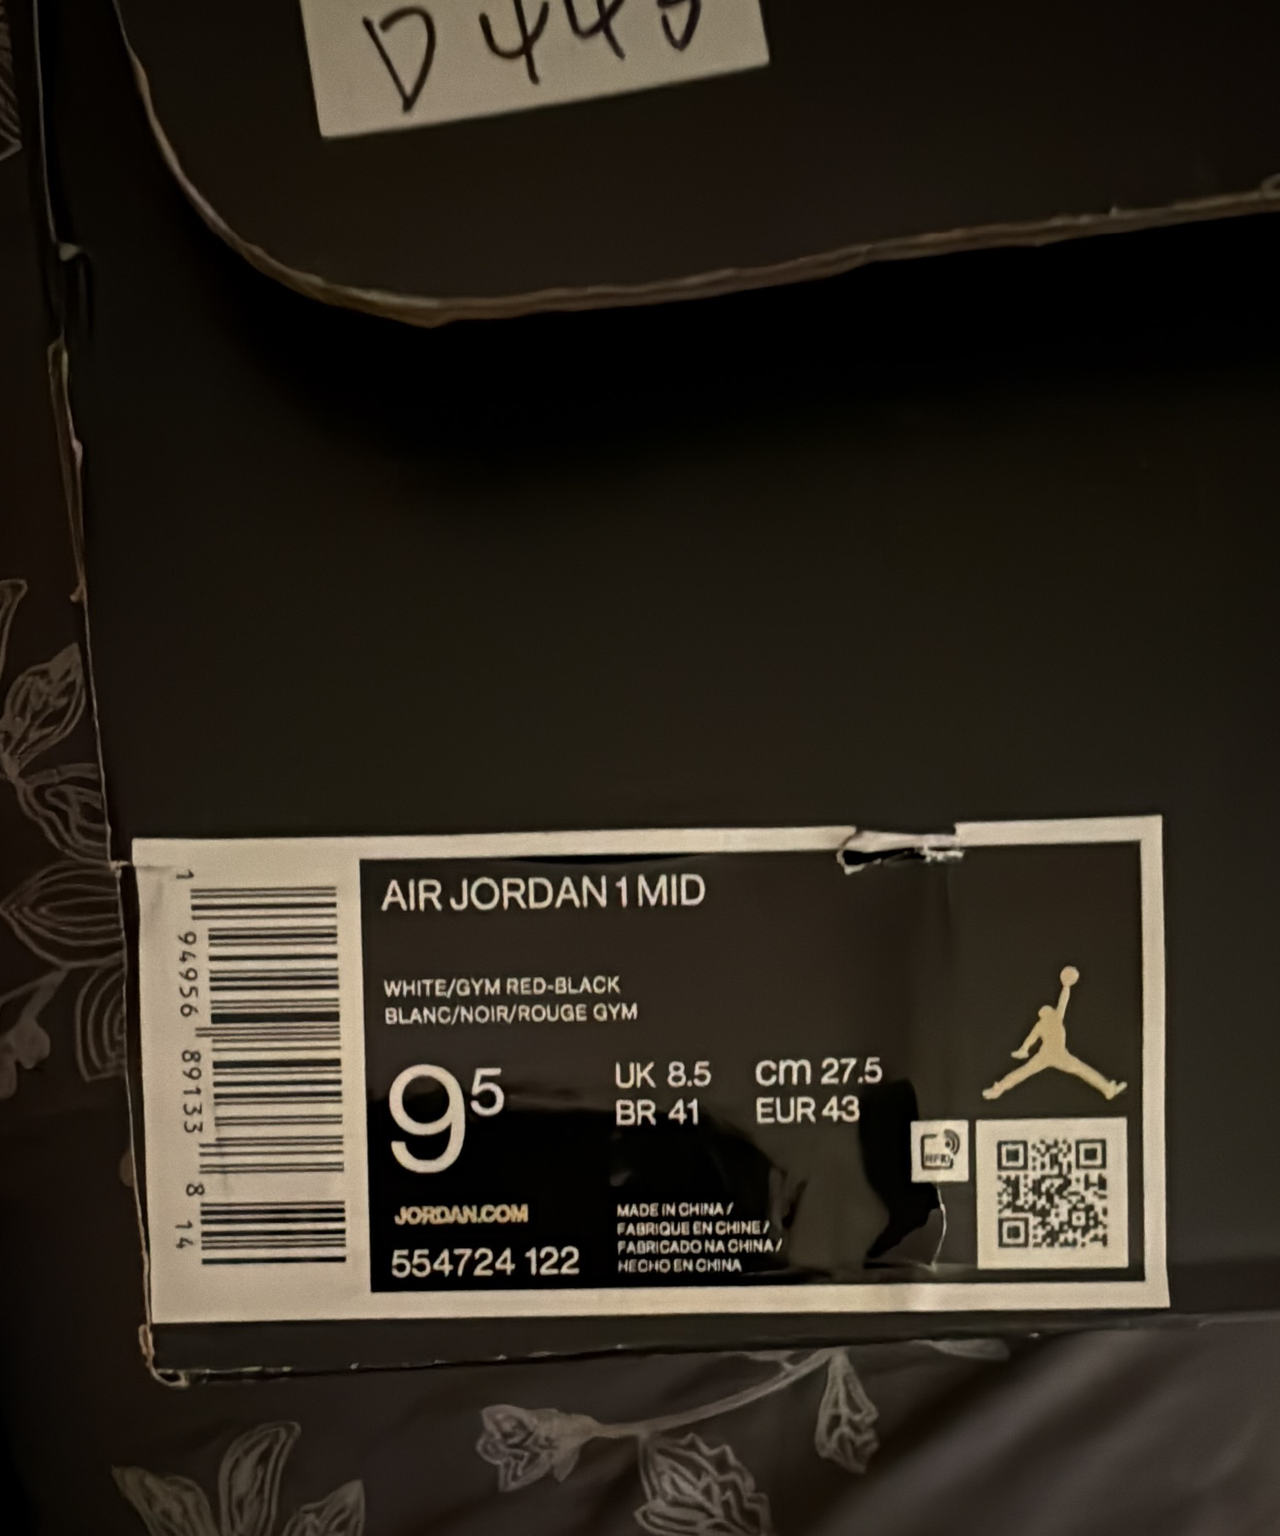 D 445
1 94956 89133 8 14
AIR JORDAN 1 MID
WHITE/GYM RED-BLACK
BLANC/NOIR/ROUGE GYM
9 5
UK 8.5 cm 27.5
BR 41 EUR 43
RFID
JORDAN.COM
554724 122
MADE IN CHINA /
FABRIQUE EN CHINE /
FABRICADO NA CHINA /
HECHO EN CHINA